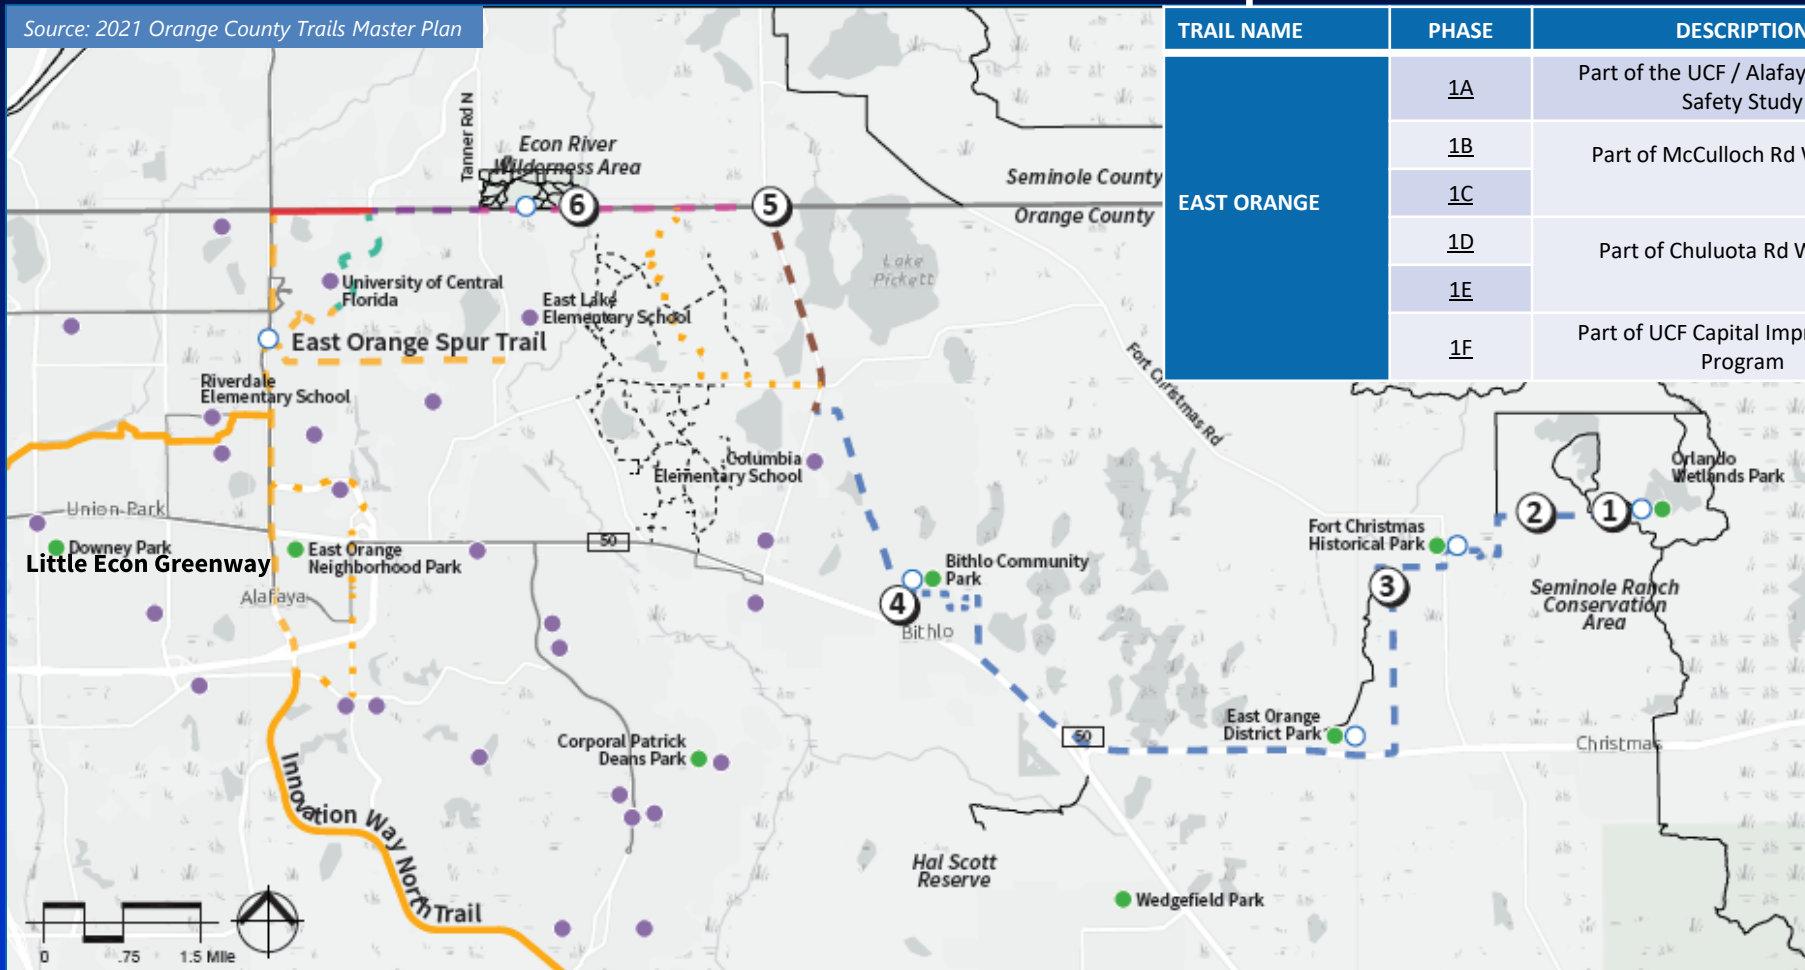 Source: 2021 Orange County Trails Master Plan
TRAIL NAME
PHASE
DESCRIPTION
EAST ORANGE
1A
Part of the UCF / Alafay
Safety Study
1B
Part of McCulloch Rd W
1C
1D
Part of Chuluota Rd W
1E
1F
Part of UCF Capital Impr
Program
Tanner Rd N
Econ River
Wilderness Area
Seminole County
Orange County
6
5
Lake
Pickett
University of Central
Florida
East Lake
Elementary School
East Orange Spur Trail
Riverdale
Elementary School
Fort Christmas Rd
Columbia
Elementary School
Orlando
Wetlands Park
2
1
Union Park
Fort Christmas
Historical Park
Downey Park
Little Econ Greenway
East Orange
Neighborhood Park
50
Bithlo Community
Park
3
Seminole Ranch
Conservation
Area
Alafaya
4
Bithlo
East Orange
District Park
50
Christmas
Corporal Patrick
Deans Park
Innovation Way North Trail
Hal Scott
Reserve
Wedgefield Park
0 .75 1.5 Mile